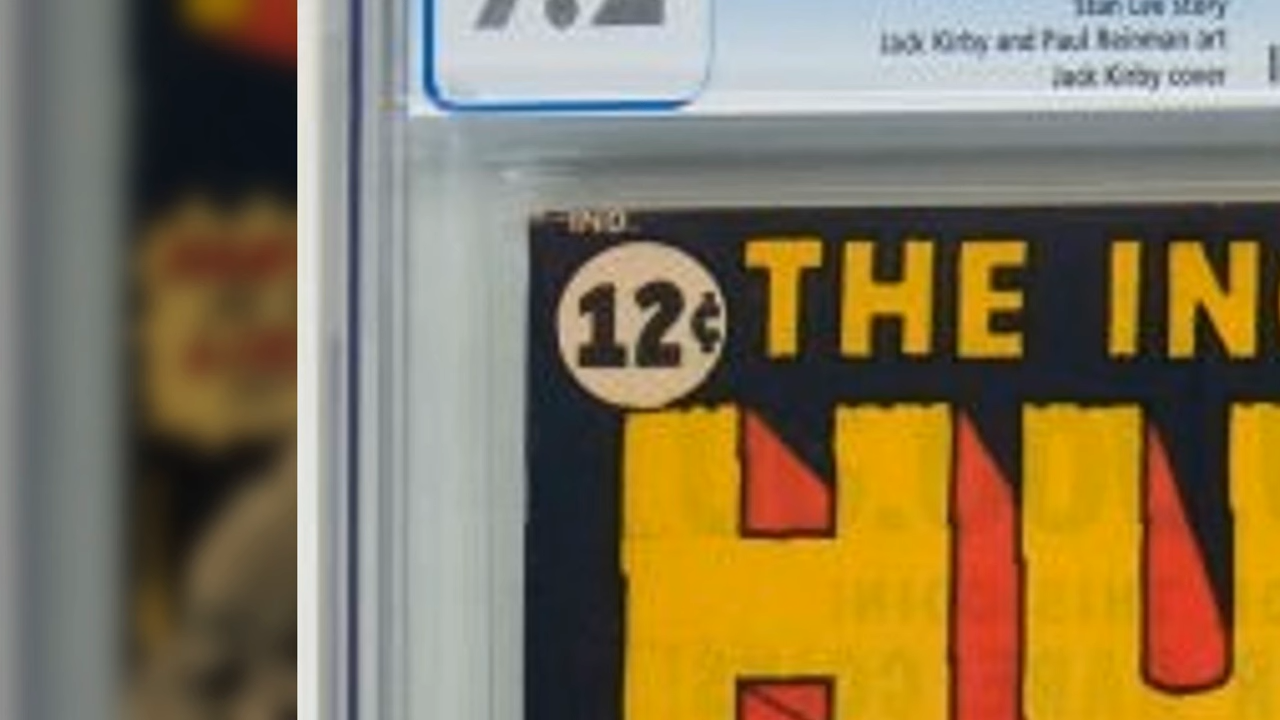 Stan Lee story
Jack Kirby and Paul Reinman art
Jack Kirby cover
IND.
12¢
THE IN
HU